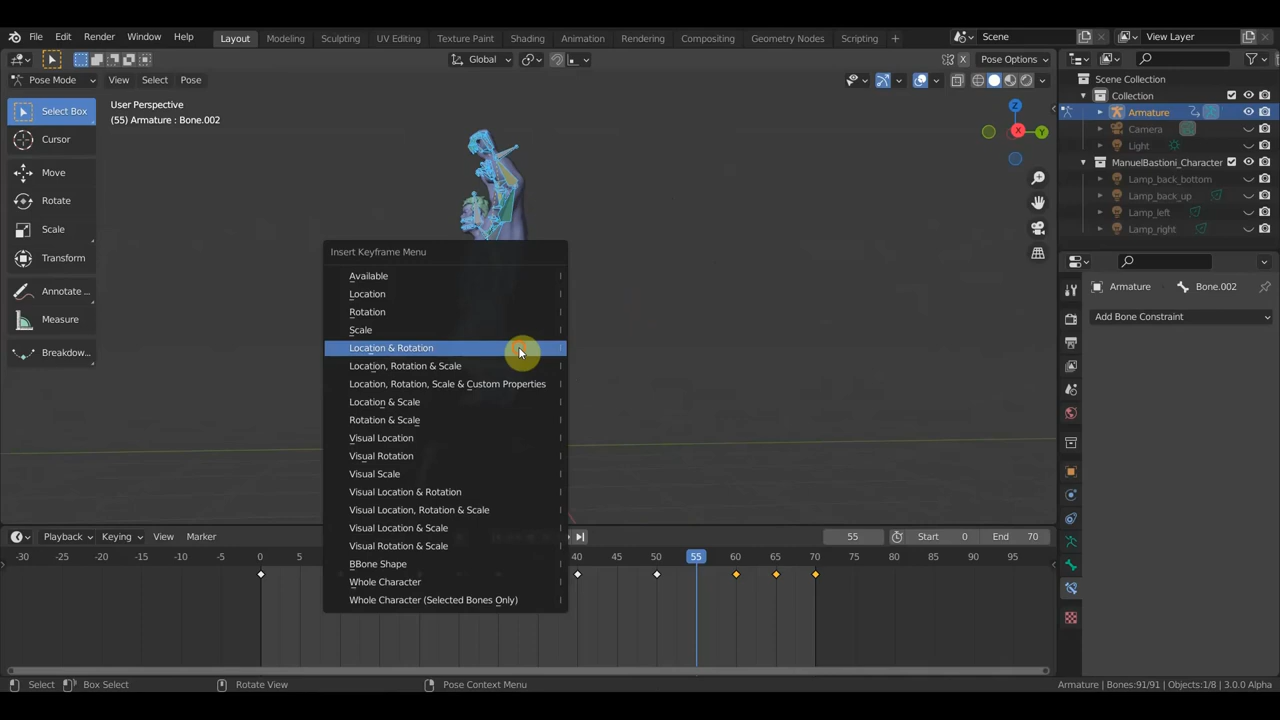 File Edit Render Window Help Layout Modeling Sculpting UV Editing Texture Paint Shading Animation Rendering Compositing Geometry Nodes Scripting + Scene View Layer
Global X Pose Options
Pose Mode View Select Pose
Scene Collection
Collection
Armature
Camera
Light
ManuelBastioni_Character
Lamp_back_bottom
Lamp_back_up
Lamp_left
Lamp_right
Select Box
Cursor
Move
Rotate
Scale
Transform
Annotate ...
Measure
Breakdow...
User Perspective
(55) Armature : Bone.002
Z
X
Y
Insert Keyframe Menu
Available I
Location I
Rotation I
Scale I
Location & Rotation I
Location, Rotation & Scale I
Location, Rotation, Scale & Custom Properties I
Location & Scale I
Rotation & Scale I
Visual Location I
Visual Rotation I
Visual Scale I
Visual Location & Rotation I
Visual Location, Rotation & Scale I
Visual Location & Scale I
Visual Rotation & Scale I
BBone Shape I
Whole Character I
Whole Character (Selected Bones Only) I
Armature Bone.002
Add Bone Constraint
Playback Keying View Marker 55 Start 0 End 70
-30 -25 -20 -15 -10 -5 0 5 40 45 50 55 60 65 70 75 80 85 90 95
Select Box Select Rotate View Pose Context Menu Armature | Bones:91/91 | Objects:1/8 | 3.0.0 Alpha